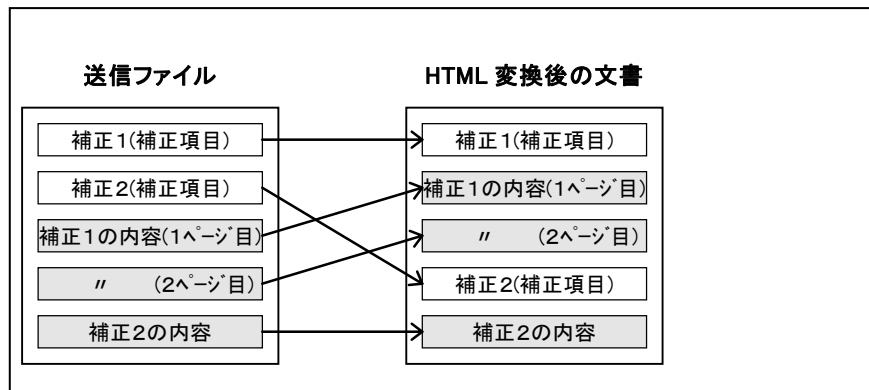 送信ファイル
補正1(補正項目)
補正2(補正項目)
補正1の内容(1ﾍﾟｰｼﾞ目)
〃 (2ﾍﾟｰｼﾞ目)
補正2の内容
HTML 変換後の文書
補正1(補正項目)
補正1の内容(1ﾍﾟｰｼﾞ目)
〃 (2ﾍﾟｰｼﾞ目)
補正2(補正項目)
補正2の内容